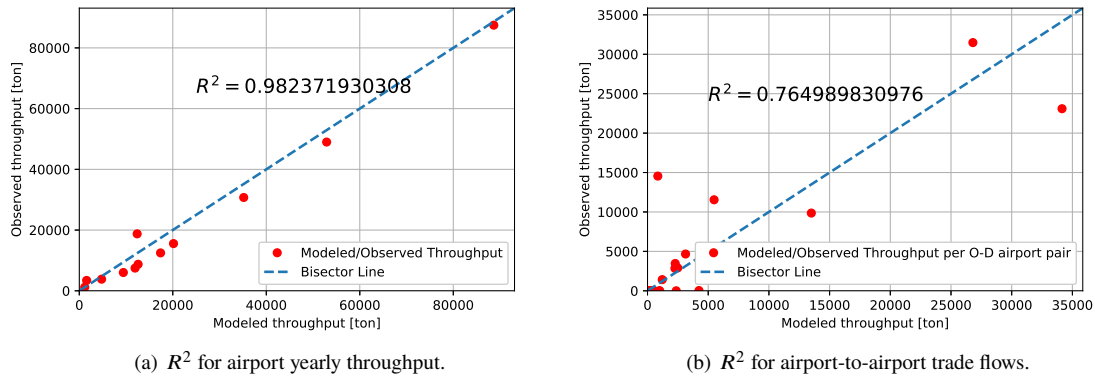 80000
60000
40000
20000
0
Observed throughput [ton]
R² = 0.982371930308
Modeled/Observed Throughput
Bisector Line
0 20000 40000 60000 80000
Modeled throughput [ton]
(a) R² for airport yearly throughput.
35000
30000
25000
20000
15000
10000
5000
0
Observed throughput [ton]
R² = 0.764989830976
Modeled/Observed Throughput per O-D airport pair
Bisector Line
0 5000 10000 15000 20000 25000 30000 35000
Modeled throughput [ton]
(b) R² for airport-to-airport trade flows.